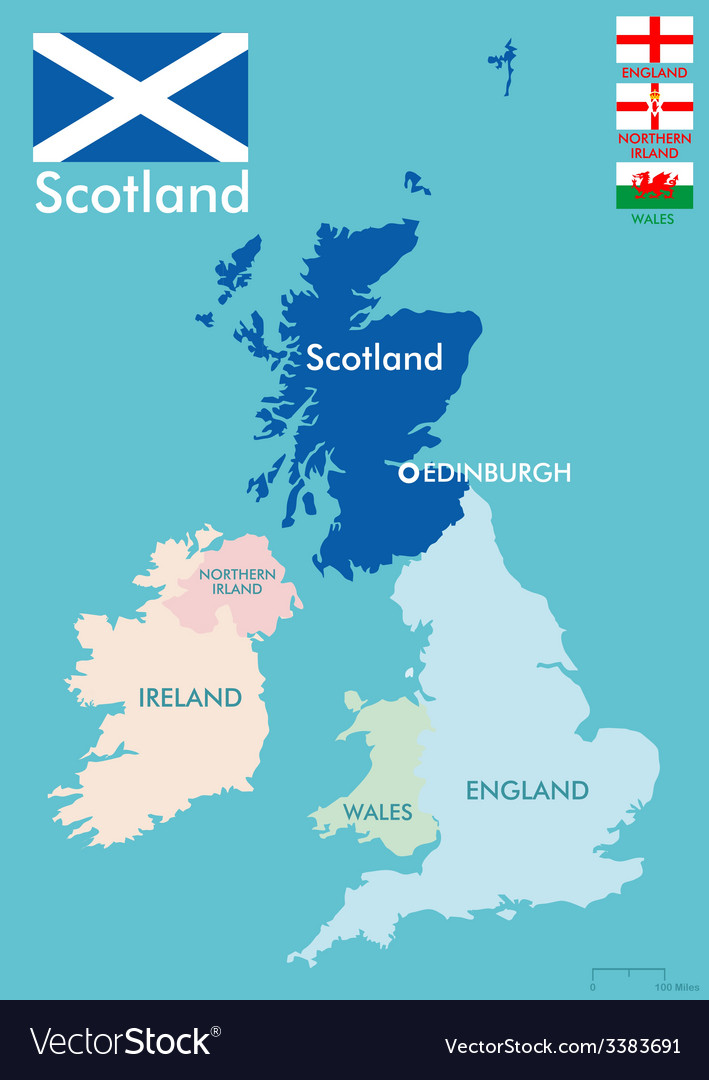 Scotland
ENGLAND
NORTHERN
IRLAND
WALES
Scotland
EDINBURGH
NORTHERN
IRLAND
IRELAND
WALES
ENGLAND
0 100 Miles
VectorStock®
VectorStock.com/3383691